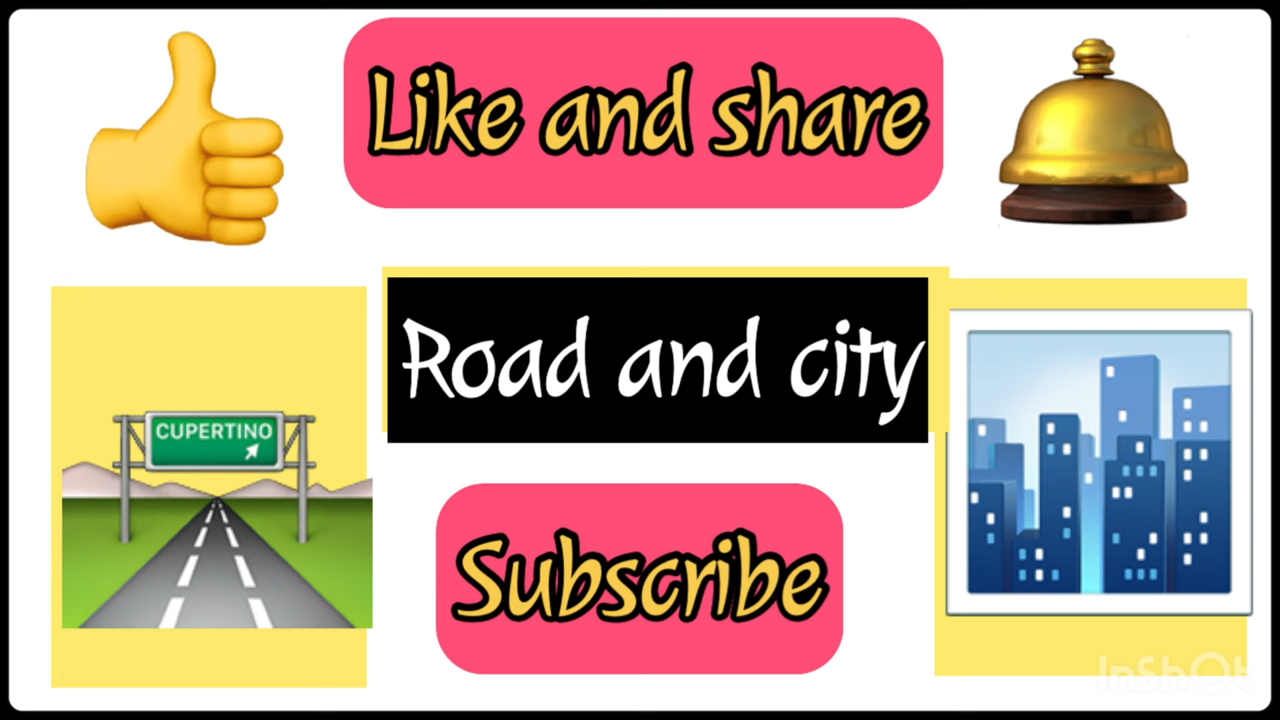 Like and share
Road and city
CUPERTINO
Subscribe
InShOt